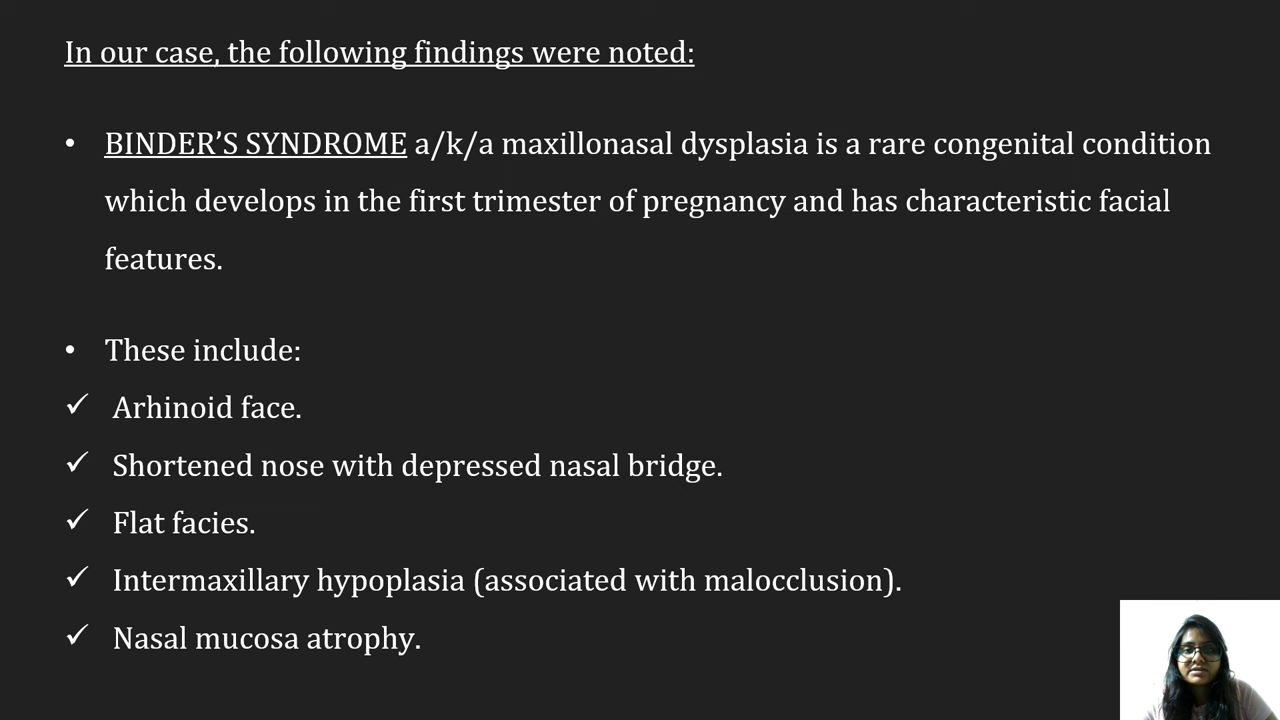 In our case, the following findings were noted:
• BINDER’S SYNDROME a/k/a maxillonasal dysplasia is a rare congenital condition
which develops in the first trimester of pregnancy and has characteristic facial
features.
• These include:
✓ Arhinoid face.
✓ Shortened nose with depressed nasal bridge.
✓ Flat facies.
✓ Intermaxillary hypoplasia (associated with malocclusion).
✓ Nasal mucosa atrophy.